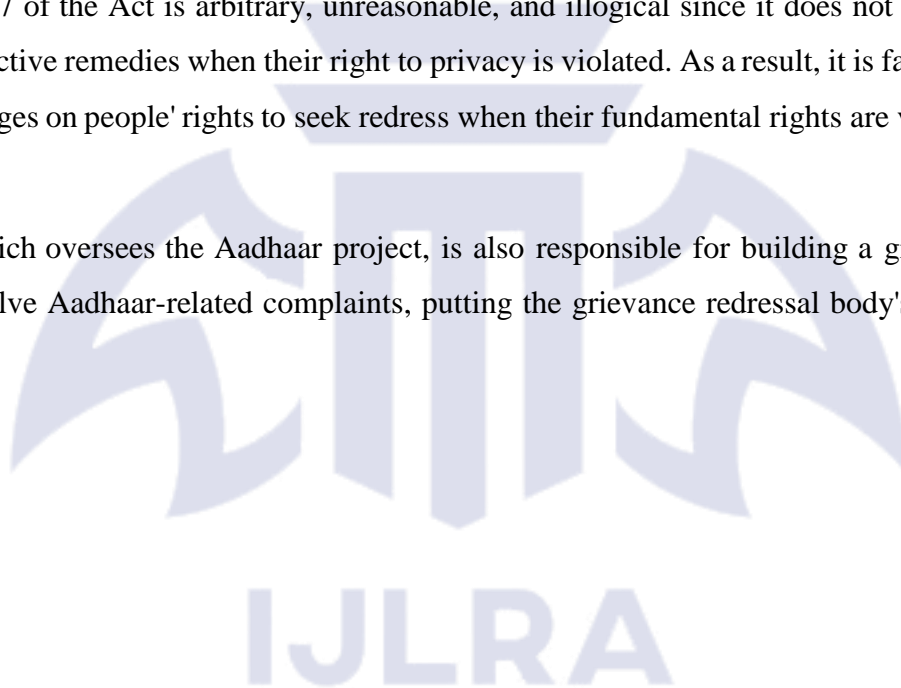 7 of the Act is arbitrary, unreasonable, and illogical since it does not
ctive remedies when their right to privacy is violated. As a result, it is fa
ges on people' rights to seek redress when their fundamental rights are
ich oversees the Aadhaar project, is also responsible for building a g
lve Aadhaar-related complaints, putting the grievance redressal body'
IJLRA